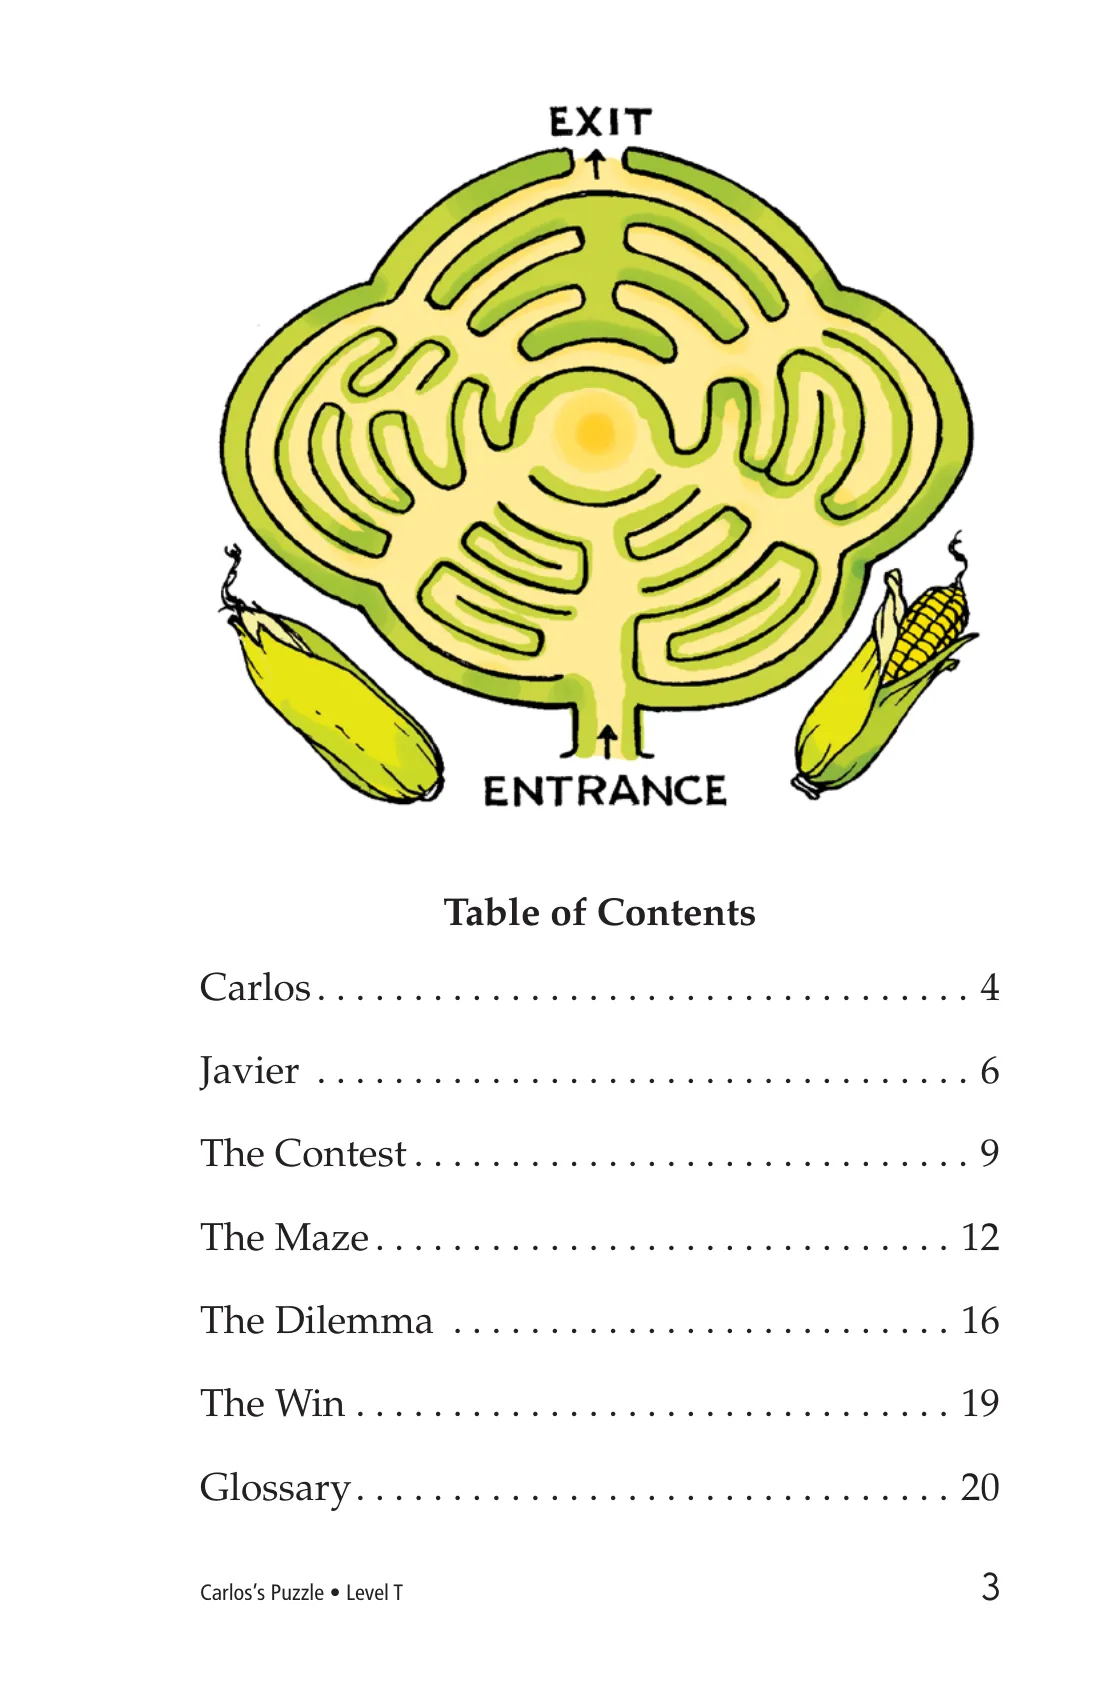 EXIT
ENTRANCE
Table of Contents
Carlos . . . . . . . . . . . . . . . . . . . . . . . . . . . . . . . . . . 4
Javier . . . . . . . . . . . . . . . . . . . . . . . . . . . . . . . . . . 6
The Contest . . . . . . . . . . . . . . . . . . . . . . . . . . . . . 9
The Maze . . . . . . . . . . . . . . . . . . . . . . . . . . . . . . 12
The Dilemma . . . . . . . . . . . . . . . . . . . . . . . . . . 16
The Win . . . . . . . . . . . . . . . . . . . . . . . . . . . . . . . 19
Glossary . . . . . . . . . . . . . . . . . . . . . . . . . . . . . . . 20
Carlos’s Puzzle • Level T 3